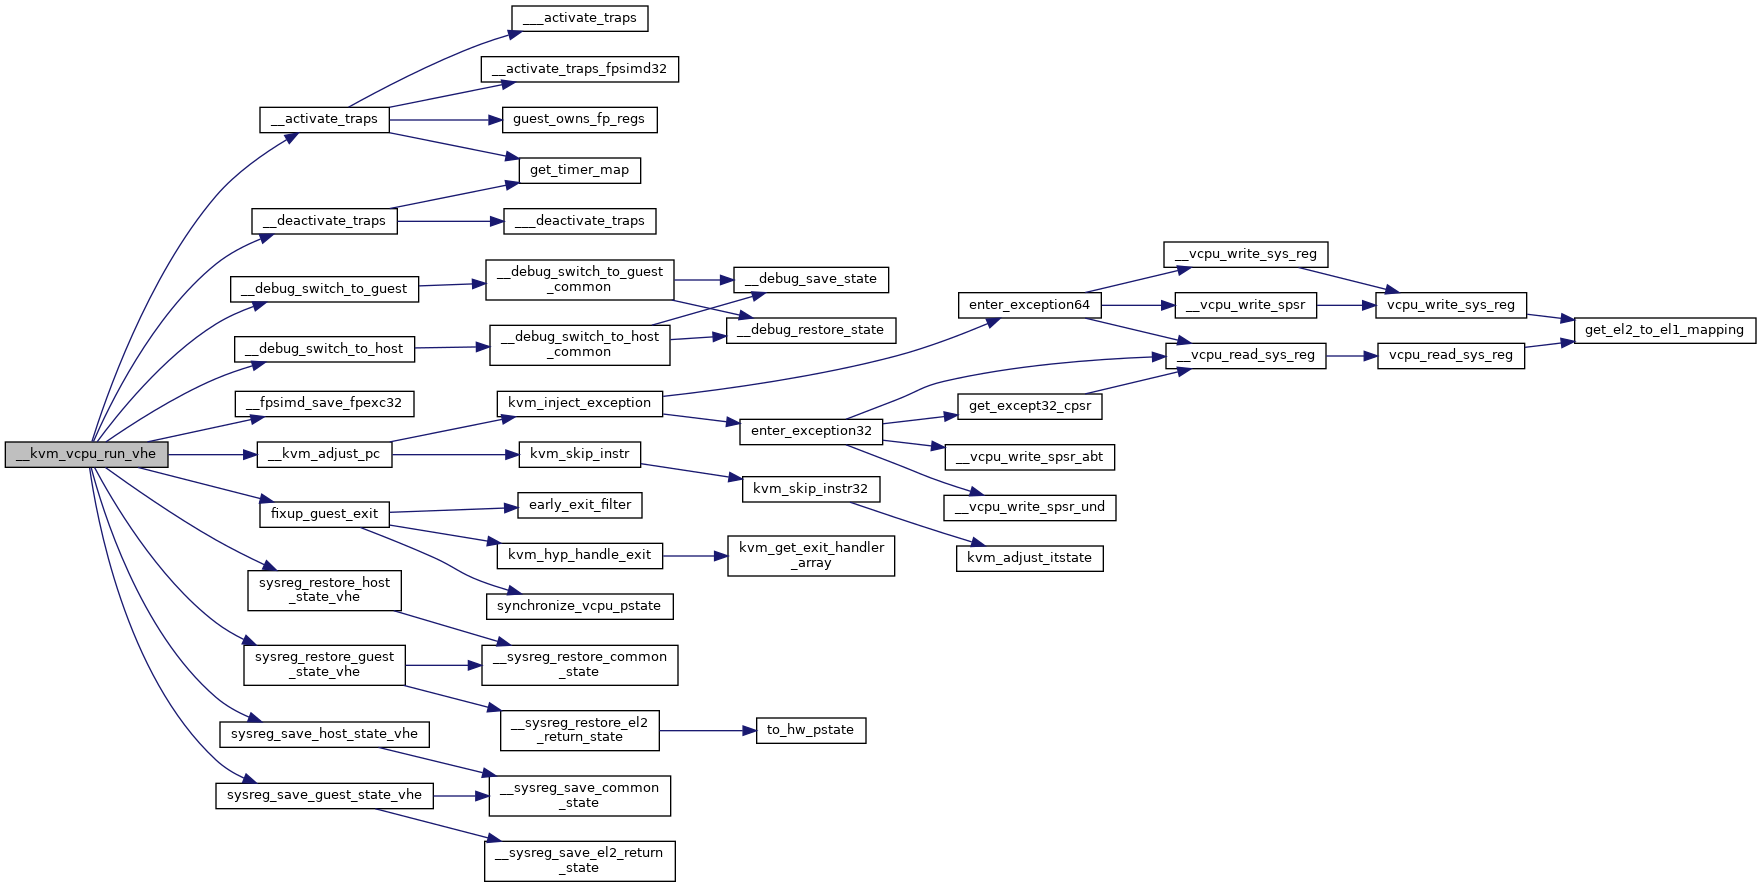 ___activate_traps
__activate_traps_fpsimd32
__activate_traps
guest_owns_fp_regs
get_timer_map
__deactivate_traps
___deactivate_traps
__debug_switch_to_guest
__debug_switch_to_guest
_common
__debug_save_state
__debug_switch_to_host
__debug_switch_to_host
_common
__debug_restore_state
__vcpu_write_sys_reg
enter_exception64
__vcpu_write_spsr
vcpu_write_sys_reg
get_el2_to_el1_mapping
__vcpu_read_sys_reg
vcpu_read_sys_reg
__fpsimd_save_fpexc32
kvm_inject_exception
get_except32_cpsr
enter_exception32
__kvm_vcpu_run_vhe
__kvm_adjust_pc
kvm_skip_instr
__vcpu_write_spsr_abt
kvm_skip_instr32
__vcpu_write_spsr_und
fixup_guest_exit
early_exit_filter
kvm_hyp_handle_exit
kvm_get_exit_handler
_array
kvm_adjust_itstate
sysreg_restore_host
_state_vhe
synchronize_vcpu_pstate
sysreg_restore_guest
_state_vhe
__sysreg_restore_common
_state
__sysreg_restore_el2
_return_state
to_hw_pstate
sysreg_save_host_state_vhe
sysreg_save_guest_state_vhe
__sysreg_save_common
_state
__sysreg_save_el2_return
_state